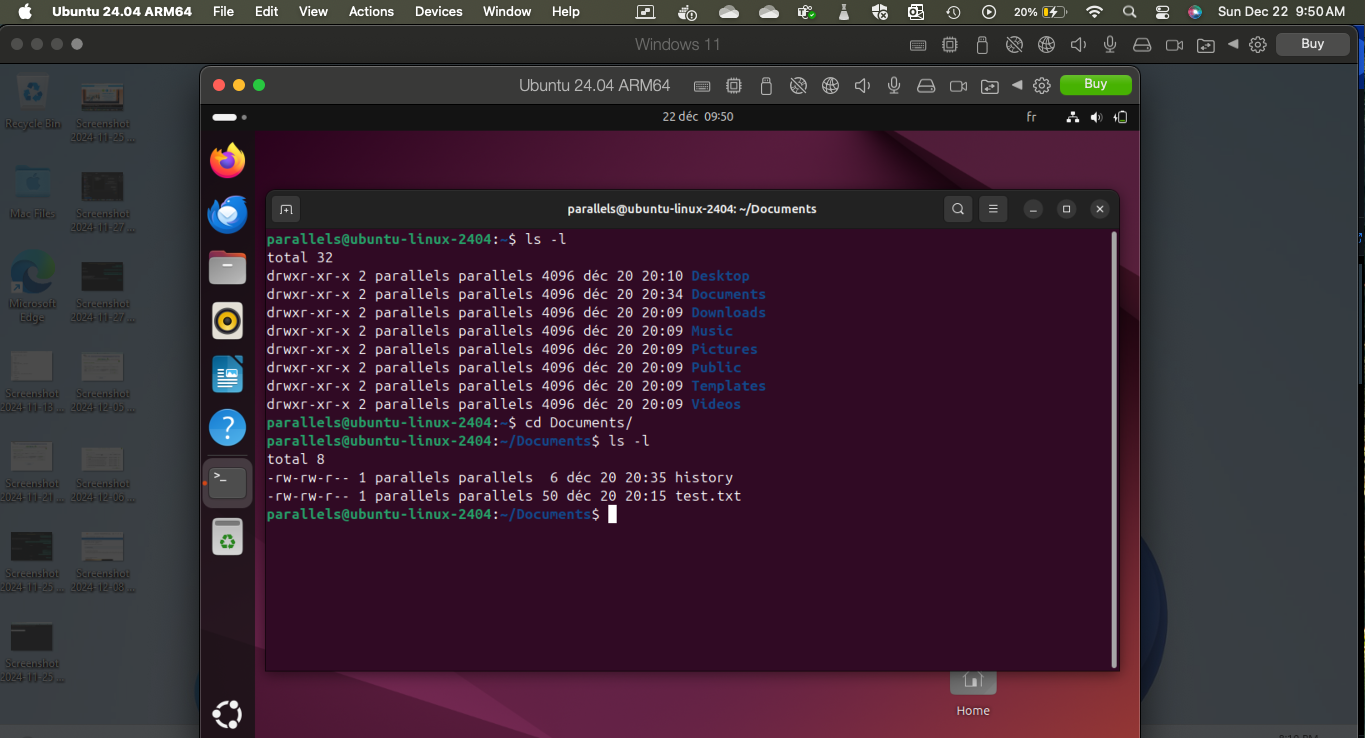 Ubuntu 24.04 ARM64 File Edit View Actions Devices Window Help 20% Sun Dec 22 9:50 AM
Windows 11 Buy
Ubuntu 24.04 ARM64 Buy
22 déc 09:50 fr
Recycle Bin
Screenshot
2024-11-25 ...
Mac Files
Screenshot
2024-11-27...
Microsoft
Edge
Screenshot
2024-11-27...
Screenshot
2024-11-13...
Screenshot
2024-12-05...
Screenshot
2024-11-21 ...
Screenshot
2024-12-06...
Screenshot
2024-11-25 ...
Screenshot
2024-12-08...
Screenshot
2024-11-25 ...
parallels@ubuntu-linux-2404: ~/Documents
parallels@ubuntu-linux-2404:~$ ls -l
total 32
drwxr-xr-x 2 parallels parallels 4096 déc 20 20:10 Desktop
drwxr-xr-x 2 parallels parallels 4096 déc 20 20:34 Documents
drwxr-xr-x 2 parallels parallels 4096 déc 20 20:09 Downloads
drwxr-xr-x 2 parallels parallels 4096 déc 20 20:09 Music
drwxr-xr-x 2 parallels parallels 4096 déc 20 20:09 Pictures
drwxr-xr-x 2 parallels parallels 4096 déc 20 20:09 Public
drwxr-xr-x 2 parallels parallels 4096 déc 20 20:09 Templates
drwxr-xr-x 2 parallels parallels 4096 déc 20 20:09 Videos
parallels@ubuntu-linux-2404:~$ cd Documents/
parallels@ubuntu-linux-2404:~/Documents$ ls -l
total 8
-rw-rw-r-- 1 parallels parallels  6 déc 20 20:35 history
-rw-rw-r-- 1 parallels parallels 50 déc 20 20:15 test.txt
parallels@ubuntu-linux-2404:~/Documents$
Home